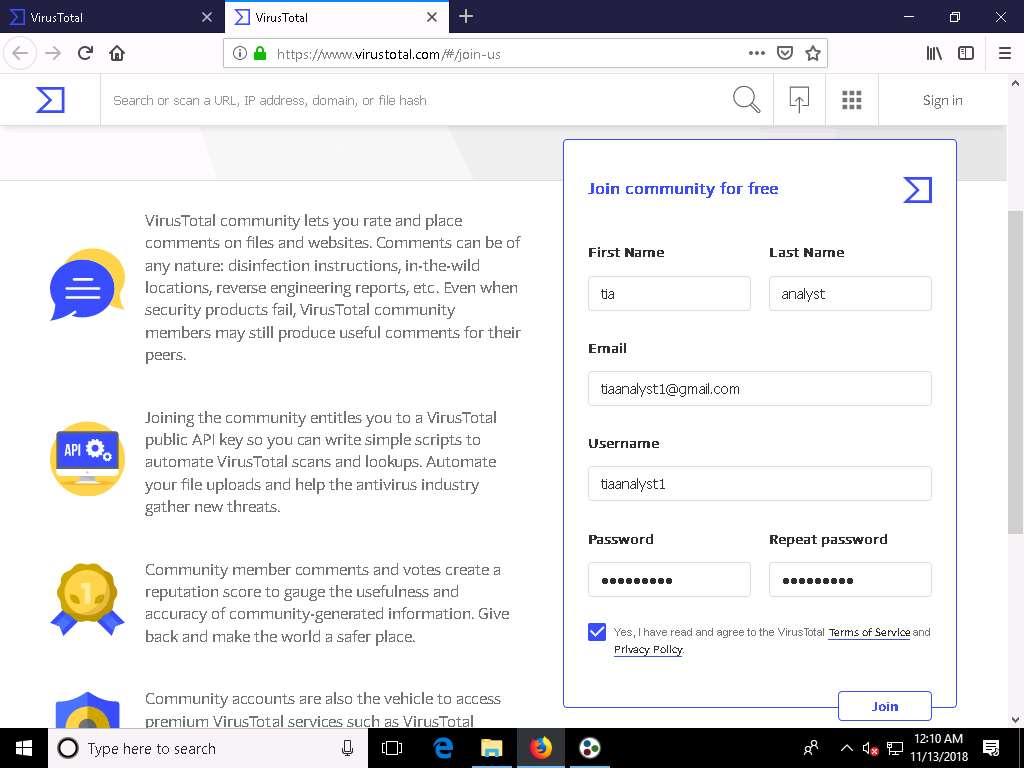 VirusTotal
VirusTotal
https://www.virustotal.com/#/join-us
Search or scan a URL, IP address, domain, or file hash
Sign in
VirusTotal community lets you rate and place
comments on files and websites. Comments can be of
any nature: disinfection instructions, in-the-wild
locations, reverse engineering reports, etc. Even when
security products fail, VirusTotal community
members may still produce useful comments for their
peers.
API
Joining the community entitles you to a VirusTotal
public API key so you can write simple scripts to
automate VirusTotal scans and lookups. Automate
your file uploads and help the antivirus industry
gather new threats.
1
Community member comments and votes create a
reputation score to gauge the usefulness and
accuracy of community-generated information. Give
back and make the world a safer place.
Community accounts are also the vehicle to access
premium VirusTotal services such as VirusTotal
Join community for free
First Name Last Name
tia analyst
Email
tiaanalyst1@gmail.com
Username
tiaanalyst1
Password Repeat password
●●●●●●●●● ●●●●●●●●●
Yes, I have read and agree to the VirusTotal Terms of Service and
Privacy Policy.
Join
Type here to search
12:10 AM
11/13/2018